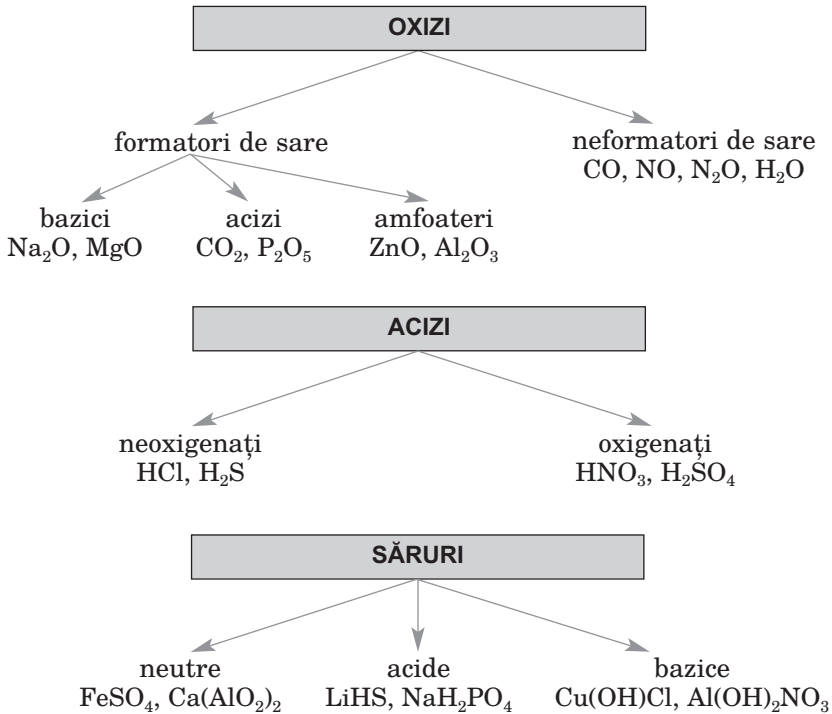 OXIZI
formatori de sare
neformatori de sare
CO, NO, N₂O, H₂O
bazici
Na₂O, MgO
acizi
CO₂, P₂O₅
amfoateri
ZnO, Al₂O₃
ACIZI
neoxigenați
HCl, H₂S
oxigenați
HNO₃, H₂SO₄
SĂRURI
neutre
FeSO₄, Ca(AlO₂)₂
acide
LiHS, NaH₂PO₄
bazice
Cu(OH)Cl, Al(OH)₂NO₃